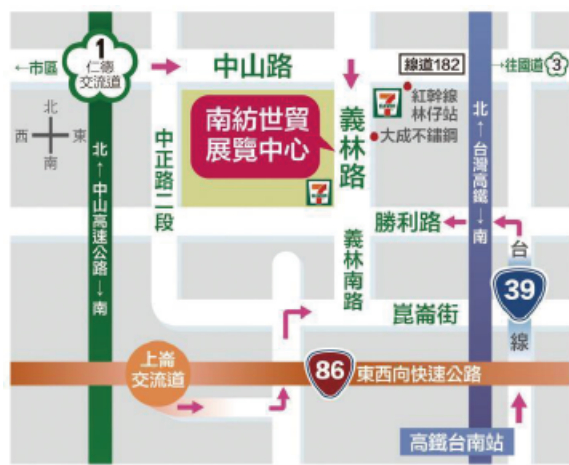 ←市區
1
仁德
交流道
中山路
線道182
→往國道③
北
西 東
南
南紡世貿
展覽中心
中正路二段
7
ELEVEN
7
義林路
紅幹線
林仔站
大成不鏽鋼
北←台灣高鐵→南
北←中山高速公路→南
勝利路
義林南路
台
39
線
崑崙街
上崙
交流道
86
東西向快速公路
高鐵台南站